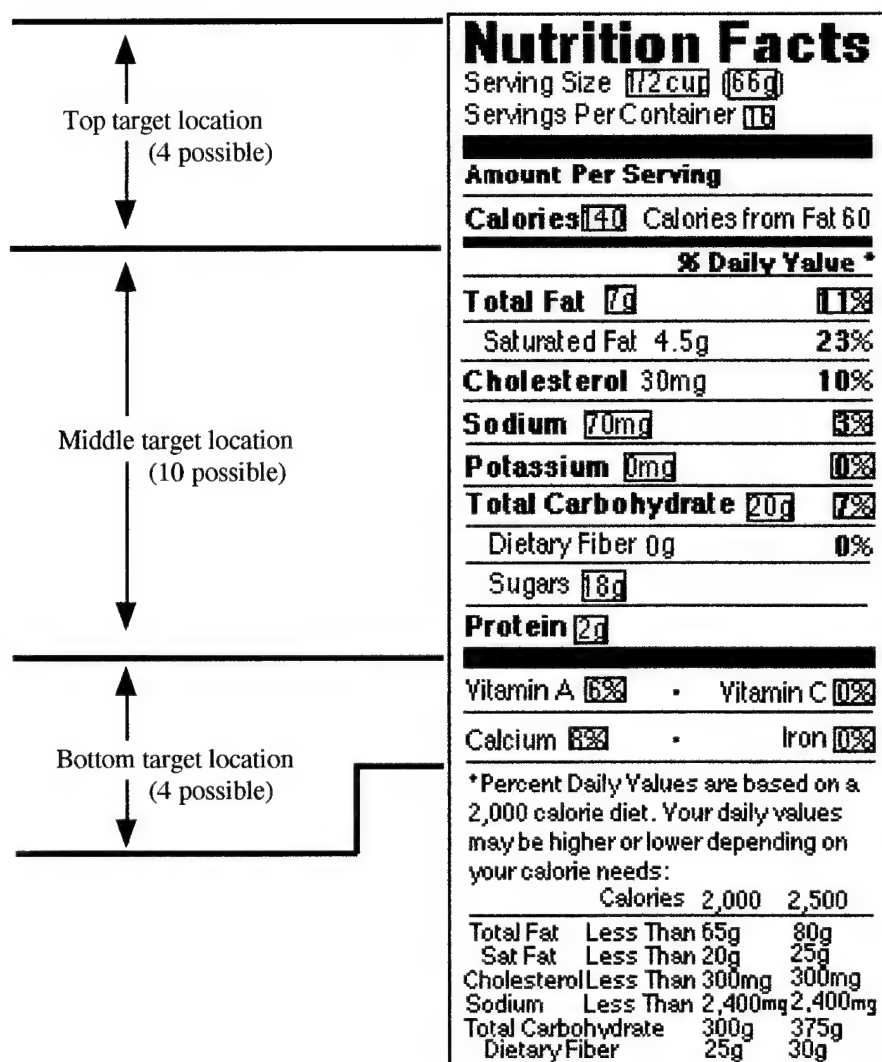 Top target location
(4 possible)
Middle target location
(10 possible)
Bottom target location
(4 possible)
Nutrition Facts
Serving Size 1/2 cup (66g)
Servings Per Container 16
Amount Per Serving
Calories 140 Calories from Fat 60
% Daily Value *
Total Fat 7g 11%
Saturated Fat 4.5g 23%
Cholesterol 30mg 10%
Sodium 70mg 3%
Potassium 0mg 0%
Total Carbohydrate 20g 7%
Dietary Fiber 0g 0%
Sugars 18g
Protein 2g
Vitamin A 6% · Vitamin C 0%
Calcium 8% · Iron 0%
*Percent Daily Values are based on a
2,000 calorie diet. Your daily values
may be higher or lower depending on
your calorie needs:
Calories 2,000 2,500
Total Fat Less Than 65g 80g
Sat Fat Less Than 20g 25g
Cholesterol Less Than 300mg 300mg
Sodium Less Than 2,400mg 2,400mg
Total Carbohydrate 300g 375g
Dietary Fiber 25g 30g